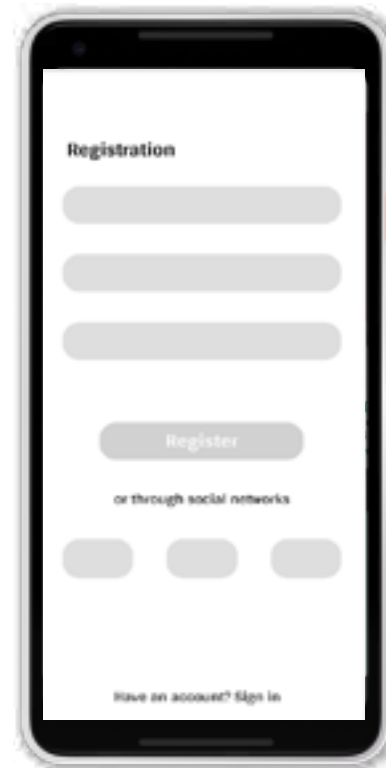 Registration
Register
or through social networks
Have an account? Sign in